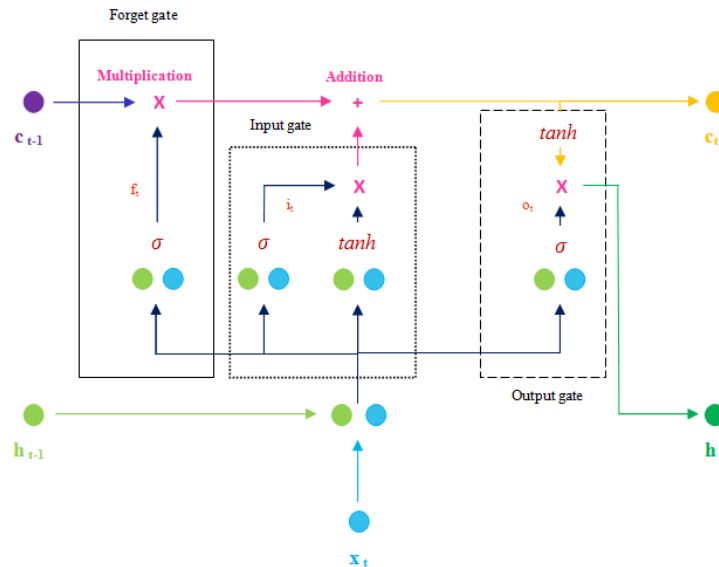 Forget gate
Multiplication
Addition
X
+
c t-1
Input gate
tanh
c t
f t
i t
X
o t
X
σ
σ
tanh
σ
Output gate
h t-1
h
x t